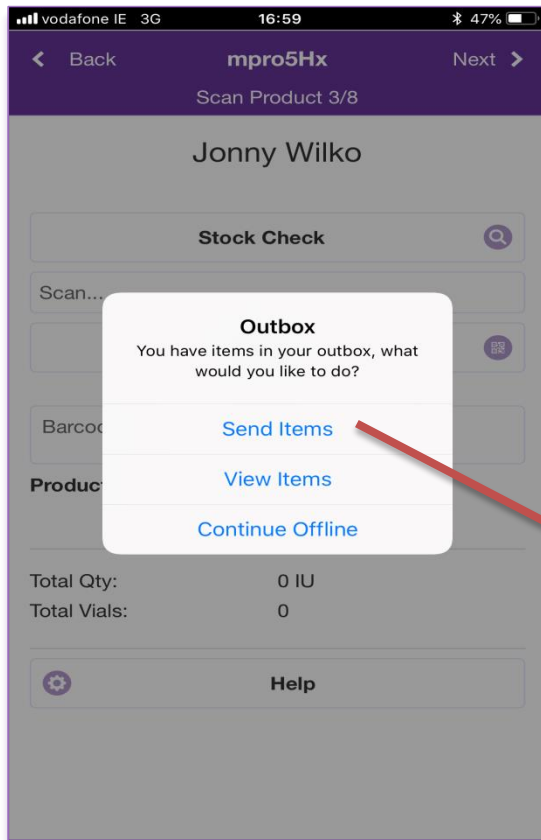 vodafone IE 3G 16:59 47%
Back mpro5Hx Next
Scan Product 3/8
Jonny Wilko
Stock Check
Scan...
Outbox
You have items in your outbox, what
would you like to do?
Send Items
View Items
Continue Offline
Total Qty: 0 IU
Total Vials: 0
Help